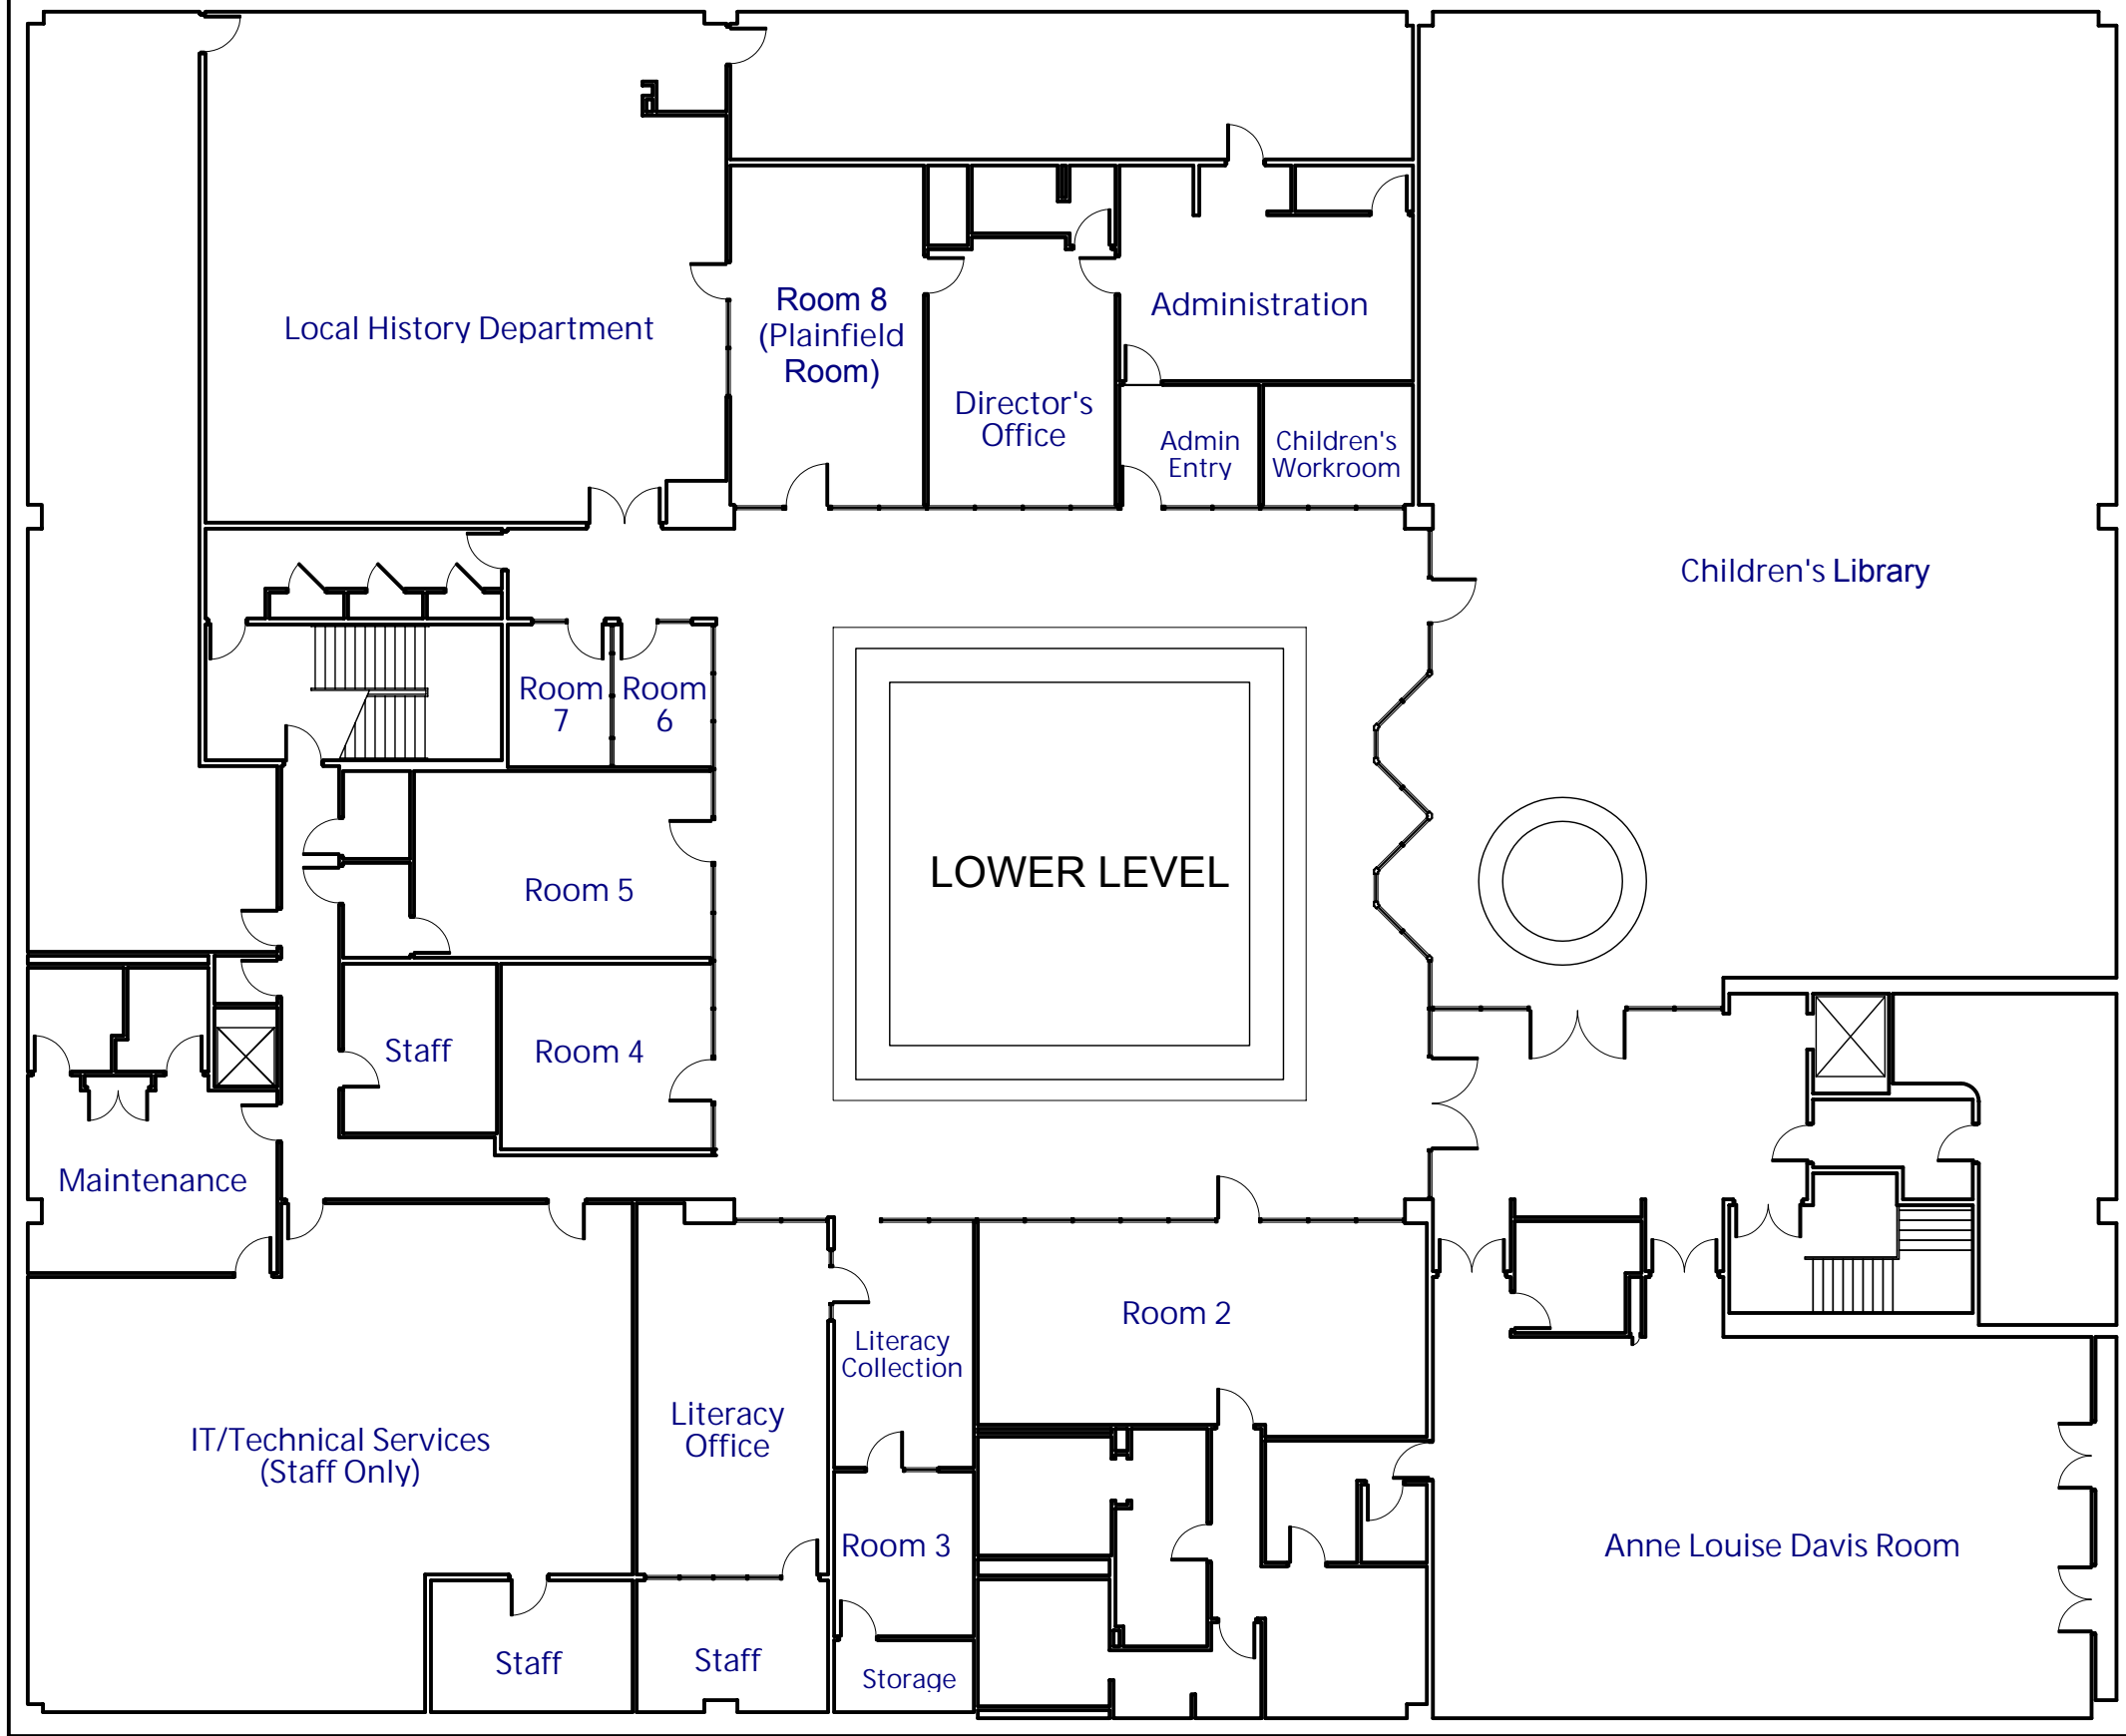 Local History Department
Room 8
(Plainfield
Room)
Director's
Office
Administration
Admin
Entry
Children's
Workroom
Children's Library
Room
7
Room
6
Room 5
LOWER LEVEL
Staff
Room 4
Maintenance
IT/Technical Services
(Staff Only)
Literacy
Office
Literacy
Collection
Room 2
Room 3
Anne Louise Davis Room
Staff
Staff
Storage